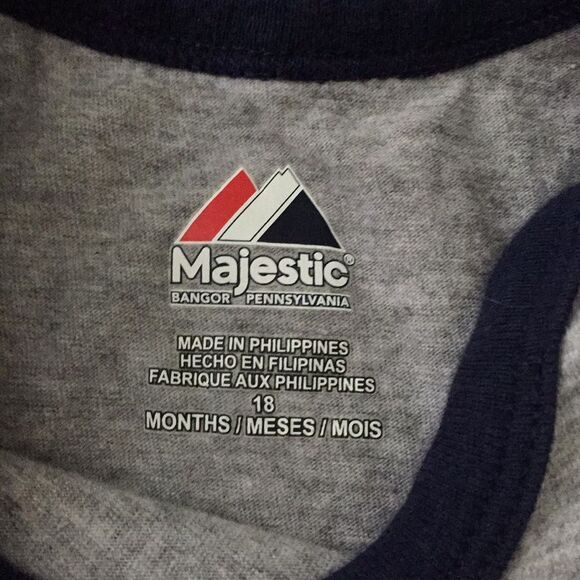 Majestic®
BANGOR PENNSYLVANIA
MADE IN PHILIPPINES
HECHO EN FILIPINAS
FABRIQUE AUX PHILIPPINES
18
MONTHS / MESES / MOIS